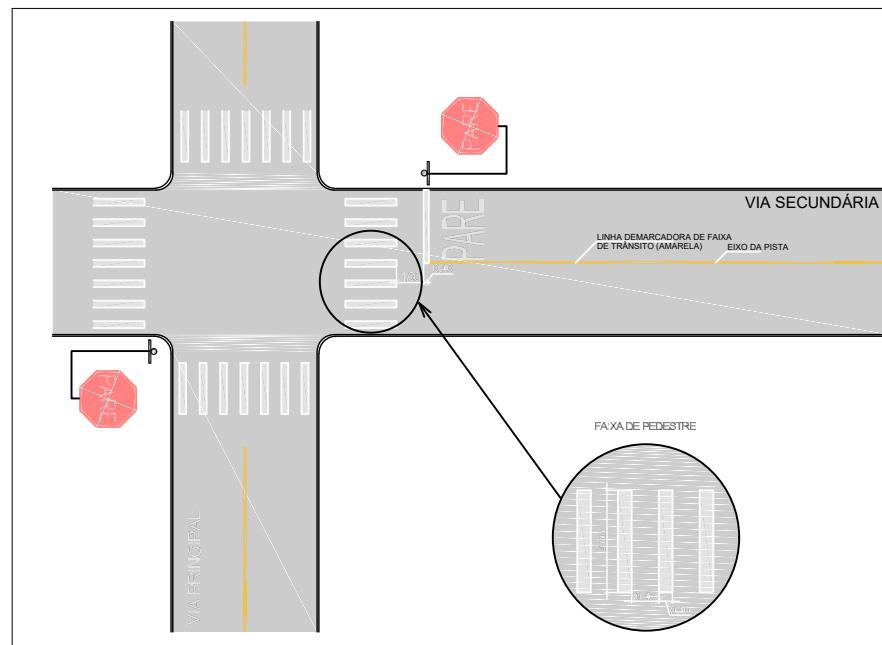 PARE
VIA SECUNDÁRIA
PARE
LINHA DEMARCADORA DE FAIXA
DE TRÂNSITO (AMARELA)
EIXO DA PISTA
PARE
FAIXA DE PEDESTRE
VIA PRINCIPAL